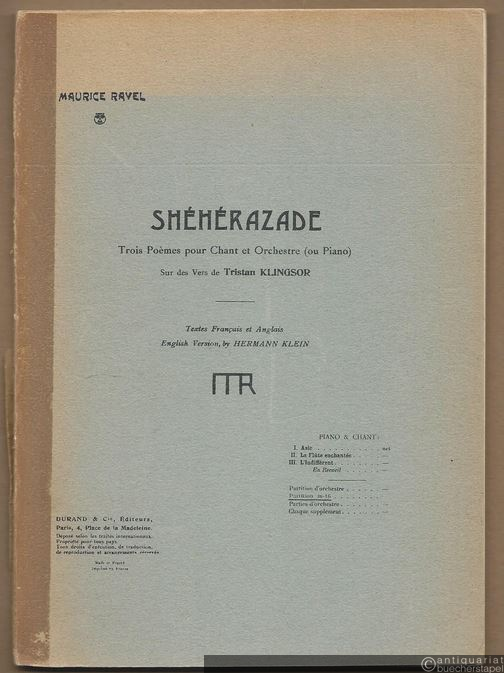 MAURICE RAVEL
SHÉHÉRAZADE
Trois Poèmes pour Chant et Orchestre (ou Piano)
Sur des Vers de Tristan KLINGSOR
Textes Français et Anglais
English Version, by HERMANN KLEIN
MR
PIANO & CHANT:
I. Asie . . . . . . . . . . . net
II. La Flûte enchantée . . . . . —
III. L'Indifférent . . . . . . . . —
En Recueil . . . . —
Partition d'orchestre . . . . . —
Partition in-16 . . . . . . . —
Parties d'orchestre . . . . . . —
Chaque supplément . . . . . —
DURAND & Cie, Éditeurs,
Paris, 4, Place de la Madeleine.
Déposé selon les traités internationaux.
Propriété pour tous pays.
Tous droits d'exécution, de traduction,
de reproduction et arrangements réservés.
Made in France
Imprimé en France
©antiquariat
buecherstapel